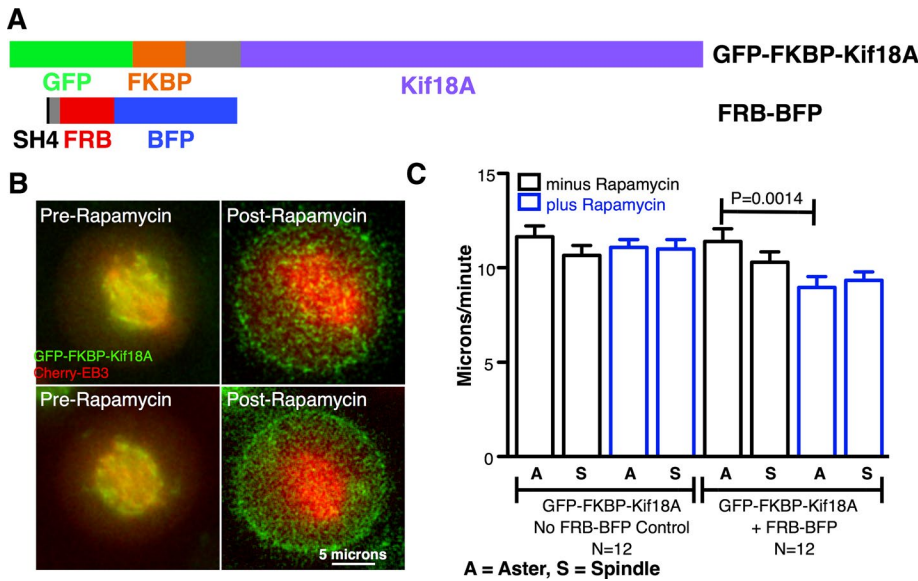 A
GFP-FKBP-Kif18A
GFP FKBP Kif18A
FRB-BFP
SH4 FRB BFP
B
Pre-Rapamycin Post-Rapamycin
GFP-FKBP-Kif18A
Cherry-EB3
Pre-Rapamycin Post-Rapamycin
5 microns
C
15
minus Rapamycin
plus Rapamycin
P=0.0014
10
Microns/minute
5
0
A S A S A S A S
GFP-FKBP-Kif18A GFP-FKBP-Kif18A
No FRB-BFP Control + FRB-BFP
N=12 N=12
A = Aster, S = Spindle